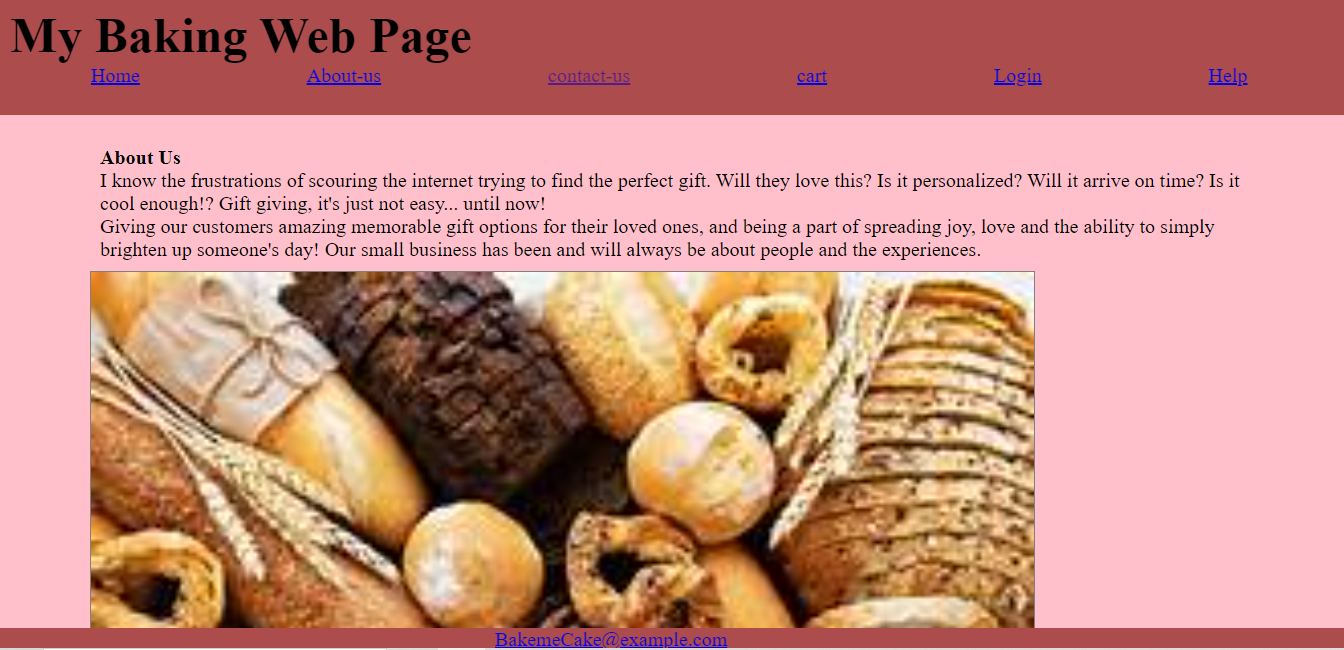 My Baking Web Page
Home About-us contact-us cart Login Help
About Us
I know the frustrations of scouring the internet trying to find the perfect gift. Will they love this? Is it personalized? Will it arrive on time? Is it
cool enough!? Gift giving, it's just not easy... until now!
Giving our customers amazing memorable gift options for their loved ones, and being a part of spreading joy, love and the ability to simply
brighten up someone's day! Our small business has been and will always be about people and the experiences.
BakemeCake@example.com